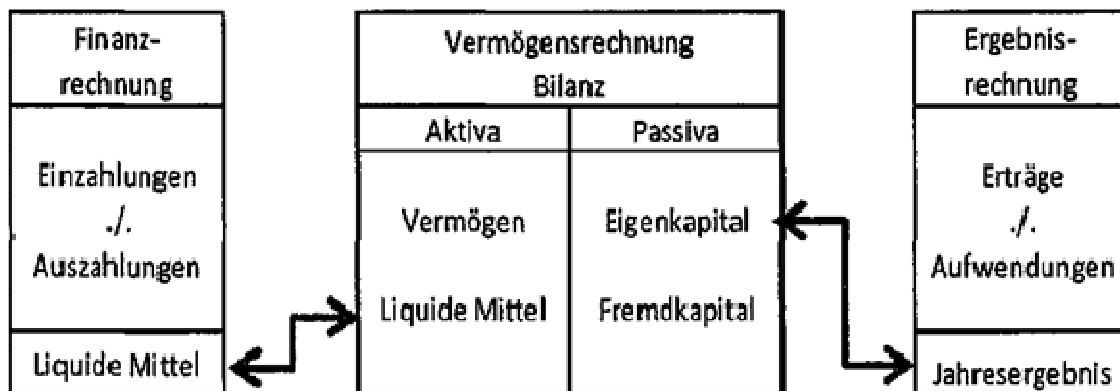 Finanz-
rechnung
Einzahlungen
./.
Auszahlungen
Liquide Mittel
Vermögensrechnung
Bilanz
Aktiva
Passiva
Vermögen
Eigenkapital
Liquide Mittel
Fremdkapital
Ergebnis-
rechnung
Erträge
./.
Aufwendungen
Jahresergebnis